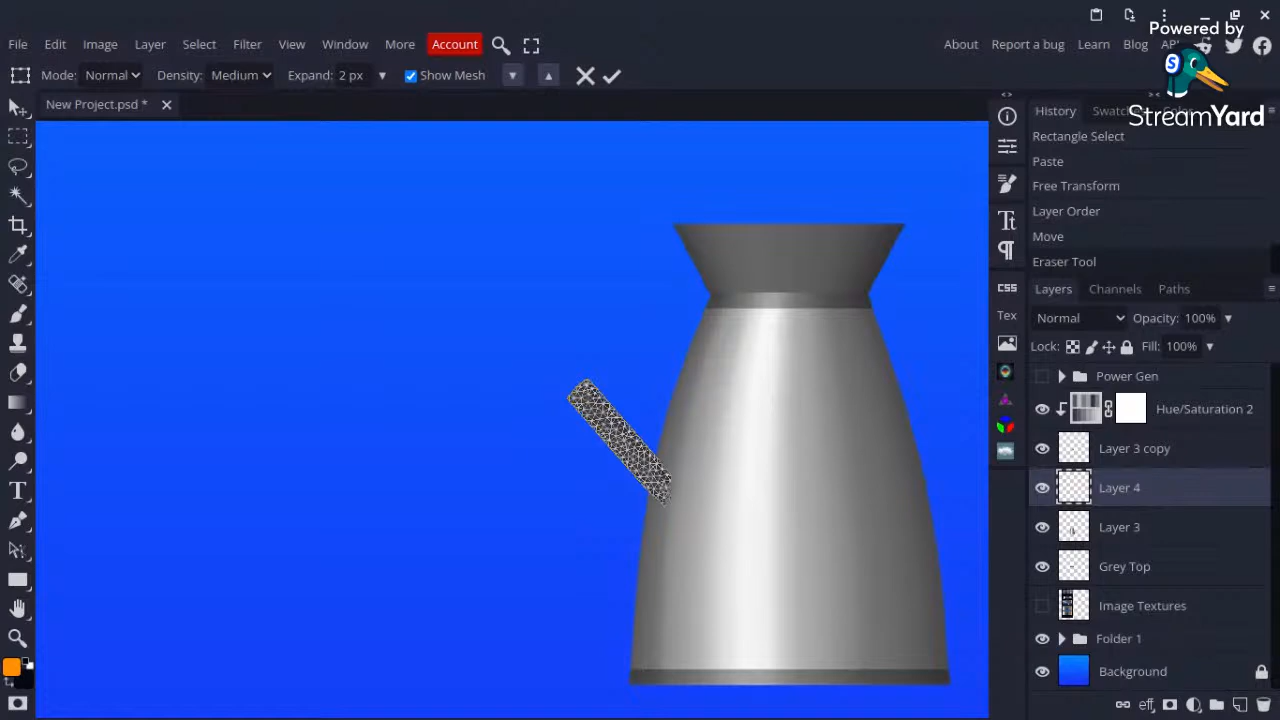 Powered by
StreamYard
File Edit Image Layer Select Filter View Window More Account
About Report a bug Learn Blog
Mode: Normal Density: Medium Expand: 2 px Show Mesh
New Project.psd *
History Color
Rectangle Select
Paste
Free Transform
Layer Order
Move
Eraser Tool
CSS
Tex
Layers Channels Paths
Normal Opacity: 100%
Lock: Fill: 100%
Power Gen
Hue/Saturation 2
Layer 3 copy
Layer 4
Layer 3
Grey Top
Image Textures
Folder 1
Background
eff